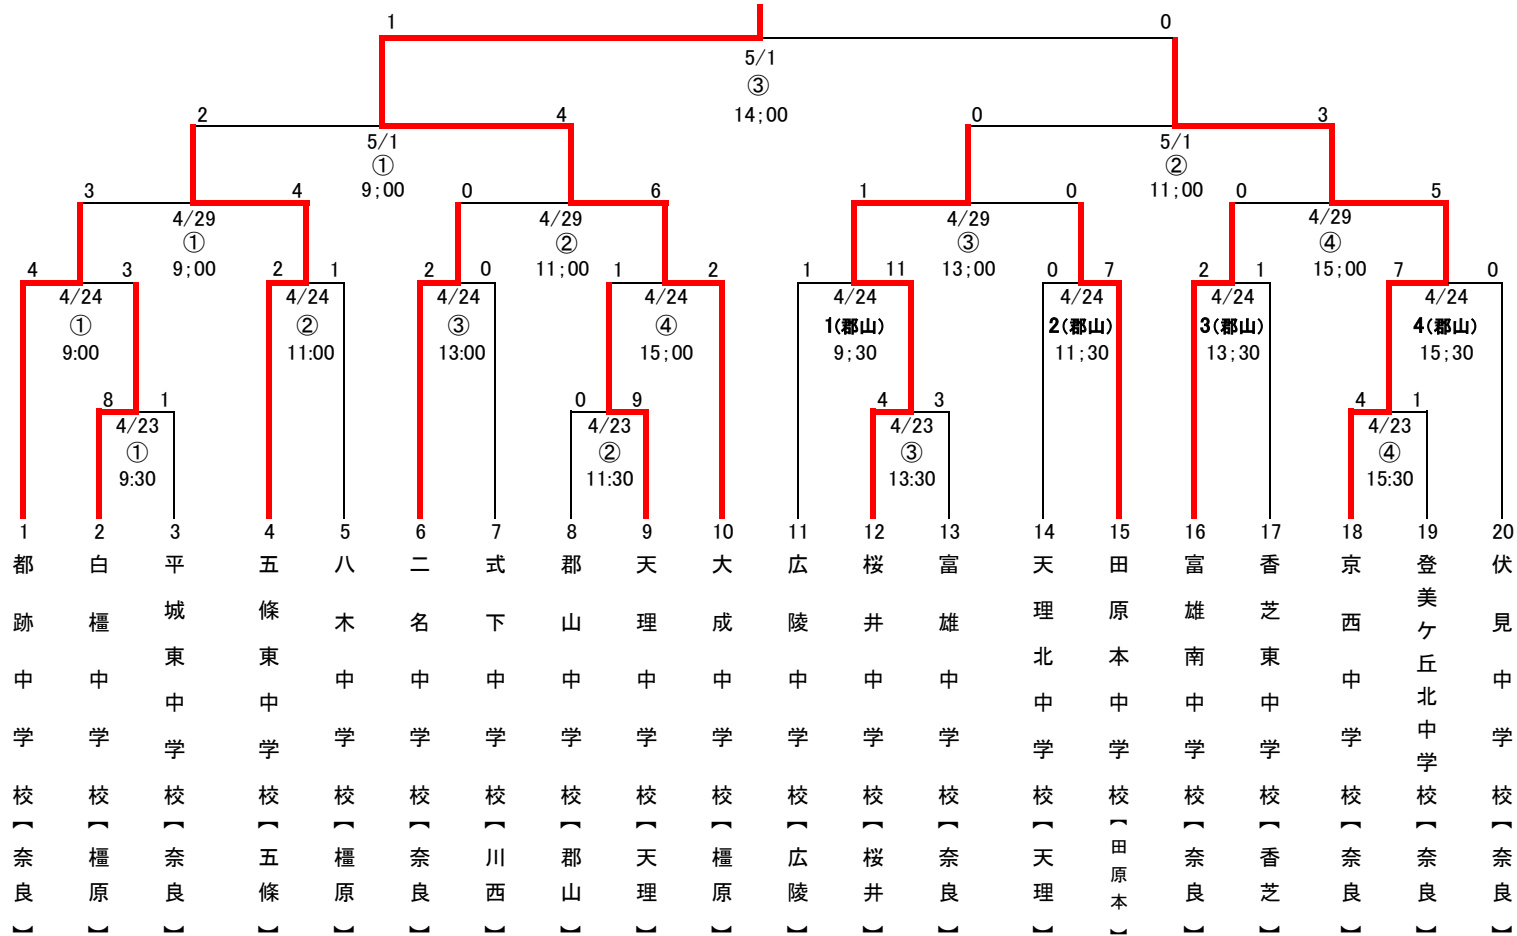 1 0
5/1
③
14;00
2 4 0 3
5/1 5/1
① ②
9;00 11;00
3 4 0 6 1 0 0 5
4/29 4/29 4/29 4/29
① ② ③ ④
9;00 11;00 13;00 15;00
4 3 2 1 2 0 1 2 1 11 0 7 2 1 7 0
4/24 4/24 4/24 4/24 4/24 4/24 4/24 4/24
① ② ③ ④ 1(郡山) 2(郡山) 3(郡山) 4(郡山)
9:00 11:00 13:00 15;00 9;30 11;30 13;30 15;30
8 1 0 9 4 3 4 1
4/23 4/23 4/23 4/23
① ② ③ ④
9:30 11:30 13:30 15:30
1 都跡中学校【奈良】
2 白橿中学校【橿原】
3 平城東中学校【奈良】
4 五條東中学校【五條】
5 八木中学校【橿原】
6 二名中学校【奈良】
7 式下中学校【川西】
8 郡山中学校【郡山】
9 天理中学校【天理】
10 大成中学校【橿原】
11 広陵中学校【広陵】
12 桜井中学校【桜井】
13 富雄中学校【奈良】
14 天理北中学校【天理】
15 田原本中学校【田原本】
16 富雄南中学校【奈良】
17 香芝東中学校【香芝】
18 京西中学校【奈良】
19 登美ケ丘北中学校【奈良】
20 伏見中学校【奈良】